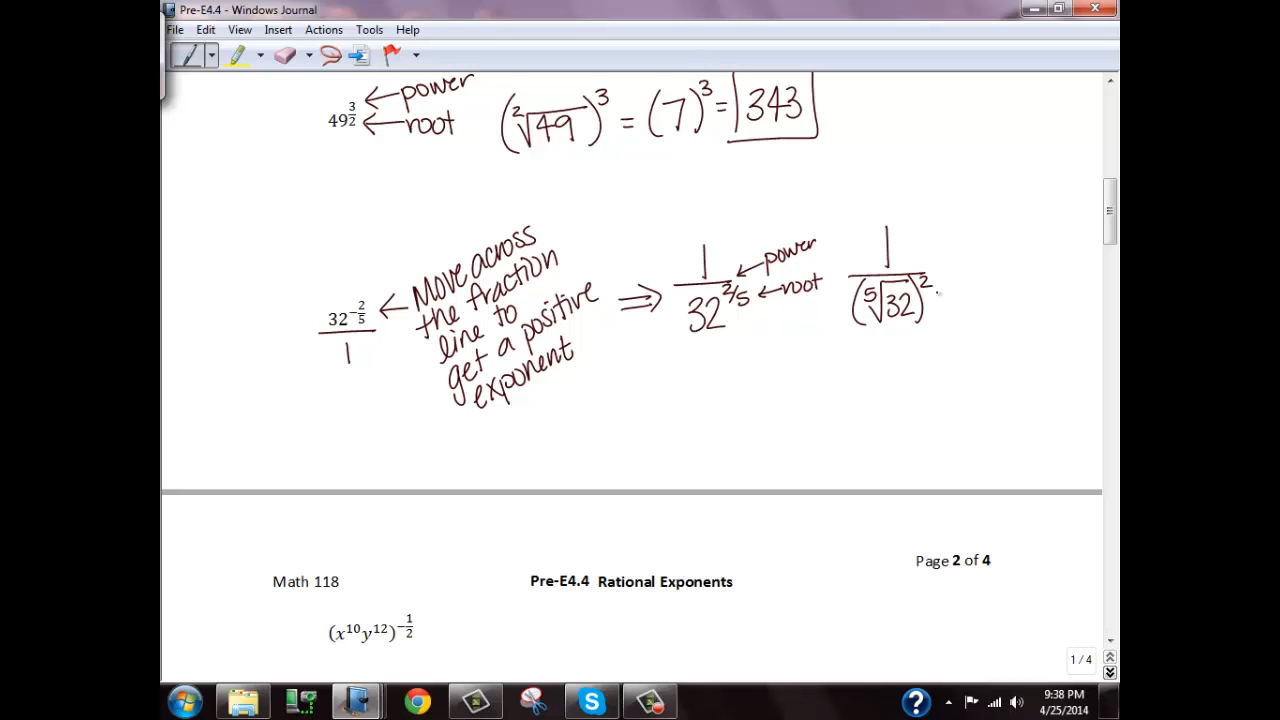 Pre-E4.4 - Windows Journal
File Edit View Insert Actions Tools Help
49^(3/2) ← power
← root
(²√49)³ = (7)³ = 343
32^(-2/5)
1
← Move across
the fraction
line to
get a positive
exponent
⇒ 1
32^(2/5) ← power
← root
1
(⁵√32)²
Page 2 of 4
Math 118 Pre-E4.4 Rational Exponents
(x¹⁰y¹²)^(-1/2)
1 / 4
9:38 PM
4/25/2014